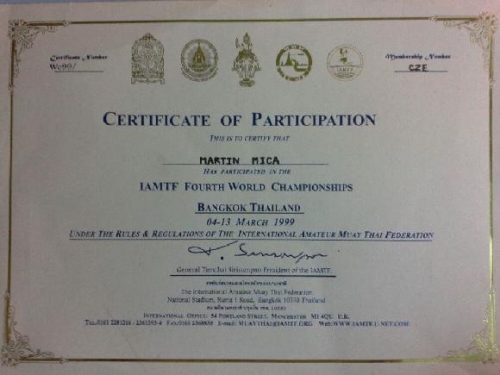 Certificate Number
Membership Number
CZE
CERTIFICATE OF PARTICIPATION
THIS IS TO CERTIFY THAT
MARTIN MICA
HAS PARTICIPATED IN THE
IAMTF FOURTH WORLD CHAMPIONSHIPS
BANGKOK THAILAND
04-13 MARCH 1999
UNDER THE RULES & REGULATIONS OF THE INTERNATIONAL AMATEUR MUAY THAI FEDERATION
General President of the IAMTF.
The International Amateur Muay Thai Federation
National Stadium, Rama 1 Road, Bangkok 10330 Thailand
INTERNATIONAL OFFICE: 54 PORTLAND STREET, MANCHESTER M1 4QU U.K.